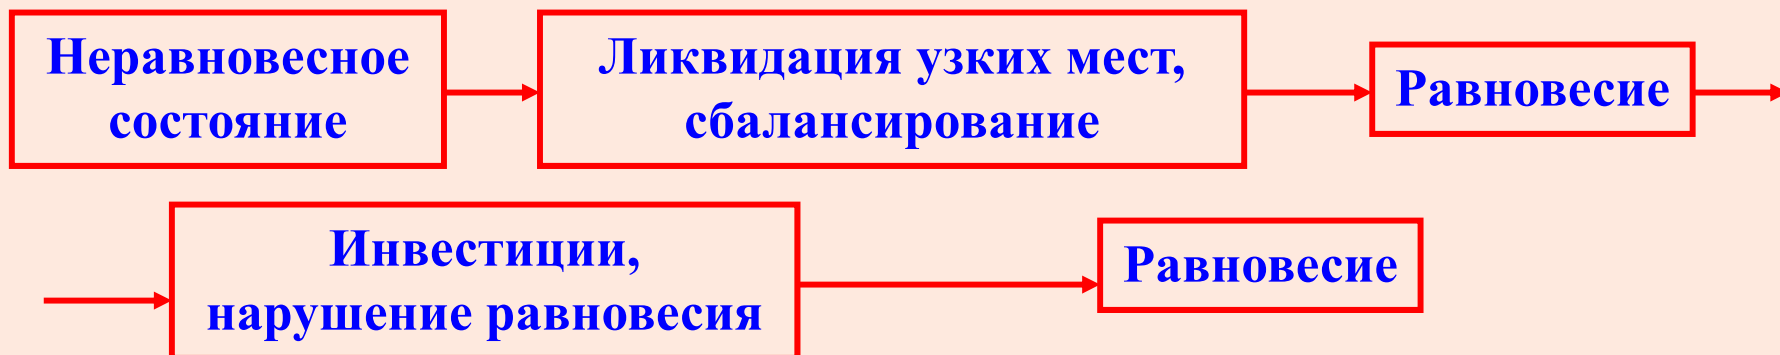 Неравновесное
состояние
Ликвидация узких мест,
сбалансирование
Равновесие
Инвестиции,
нарушение равновесия
Равновесие